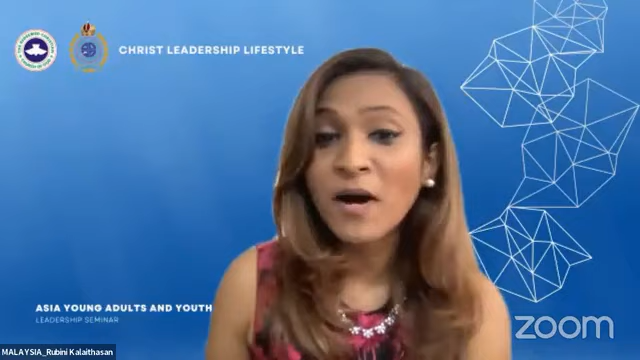 CHRIST LEADERSHIP LIFESTYLE
ASIA YOUNG ADULTS AND YOUTH
LEADERSHIP SEMINAR
zoom
MALAYSIA_Rubini Kalaithasan